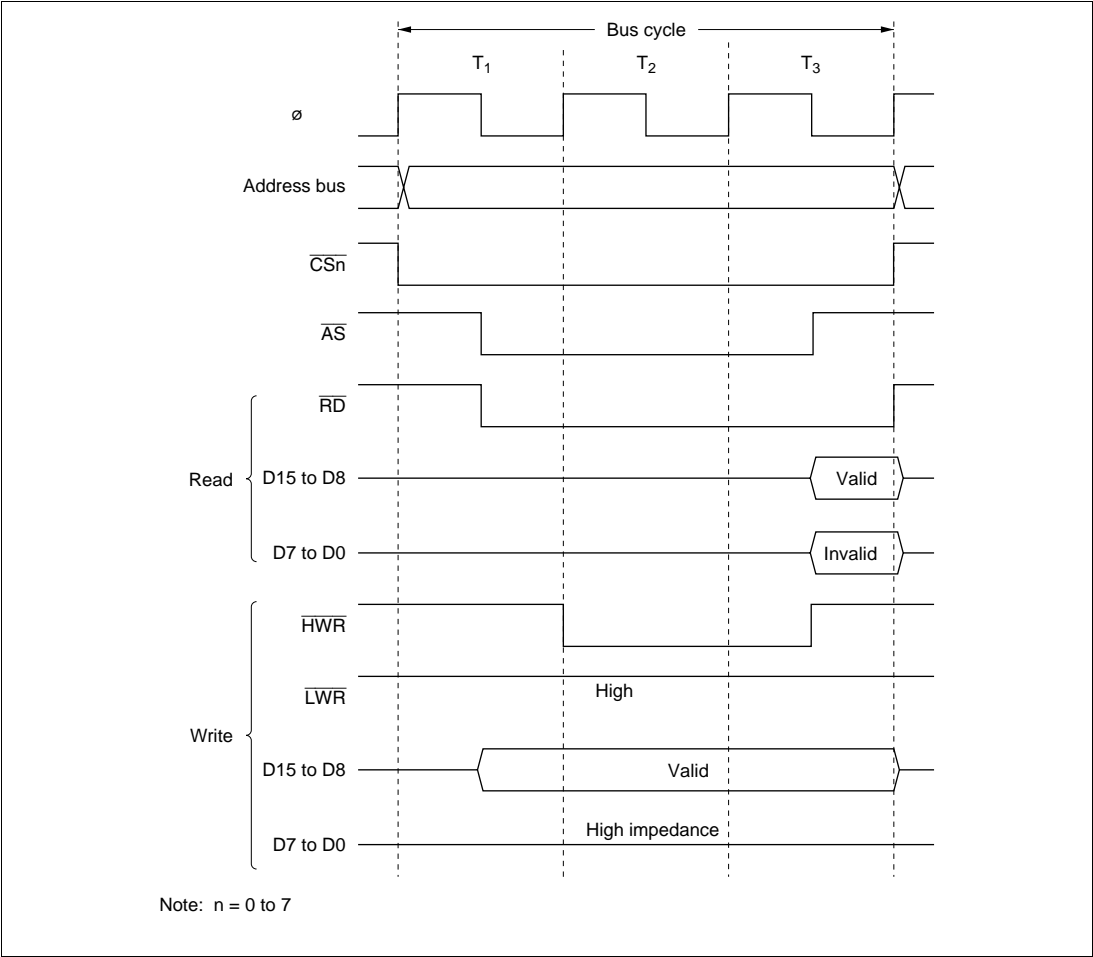 Bus cycle
T1 T2 T3
ø
Address bus
CSn
AS
RD
Read
D15 to D8 Valid
D7 to D0 Invalid
HWR
LWR High
Write
D15 to D8 Valid
D7 to D0 High impedance
Note: n = 0 to 7